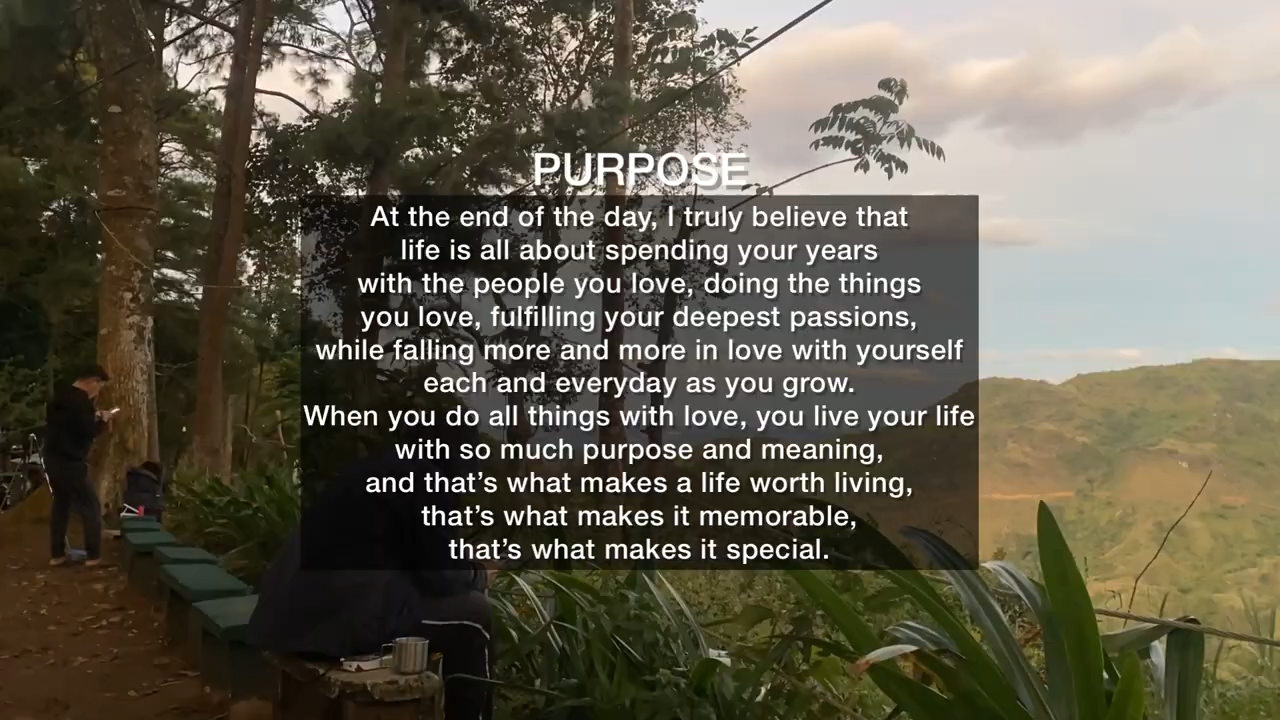 PURPOSE
At the end of the day, I truly believe that
life is all about spending your years
with the people you love, doing the things
you love, fulfilling your deepest passions,
while falling more and more in love with yourself
each and everyday as you grow.
When you do all things with love, you live your life
with so much purpose and meaning,
and that’s what makes a life worth living,
that’s what makes it memorable,
that’s what makes it special.